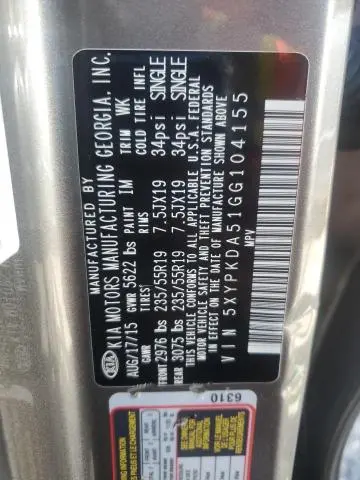 MANUFACTURED BY
KIA KIA MOTORS MANUFACTURING GEORGIA, INC.
AUG/17/15 GVWR 5622 lbs PAINT IM TRIM WK
GAWR TIRES RIMS COLD TIRE INFL
FRONT 2976 lbs 235/55R19 7.5JX19 34psi SINGLE
REAR 3075 lbs 235/55R19 7.5JX19 34psi SINGLE
THIS VEHICLE CONFORMS TO ALL APPLICABLE U.S.A. FEDERAL
MOTOR VEHICLE SAFETY AND THEFT PREVENTION STANDARDS
IN EFFECT ON THE DATE OF MANUFACTURE SHOWN ABOVE
VIN 5XYPKDA51GG104155
MPV
6310